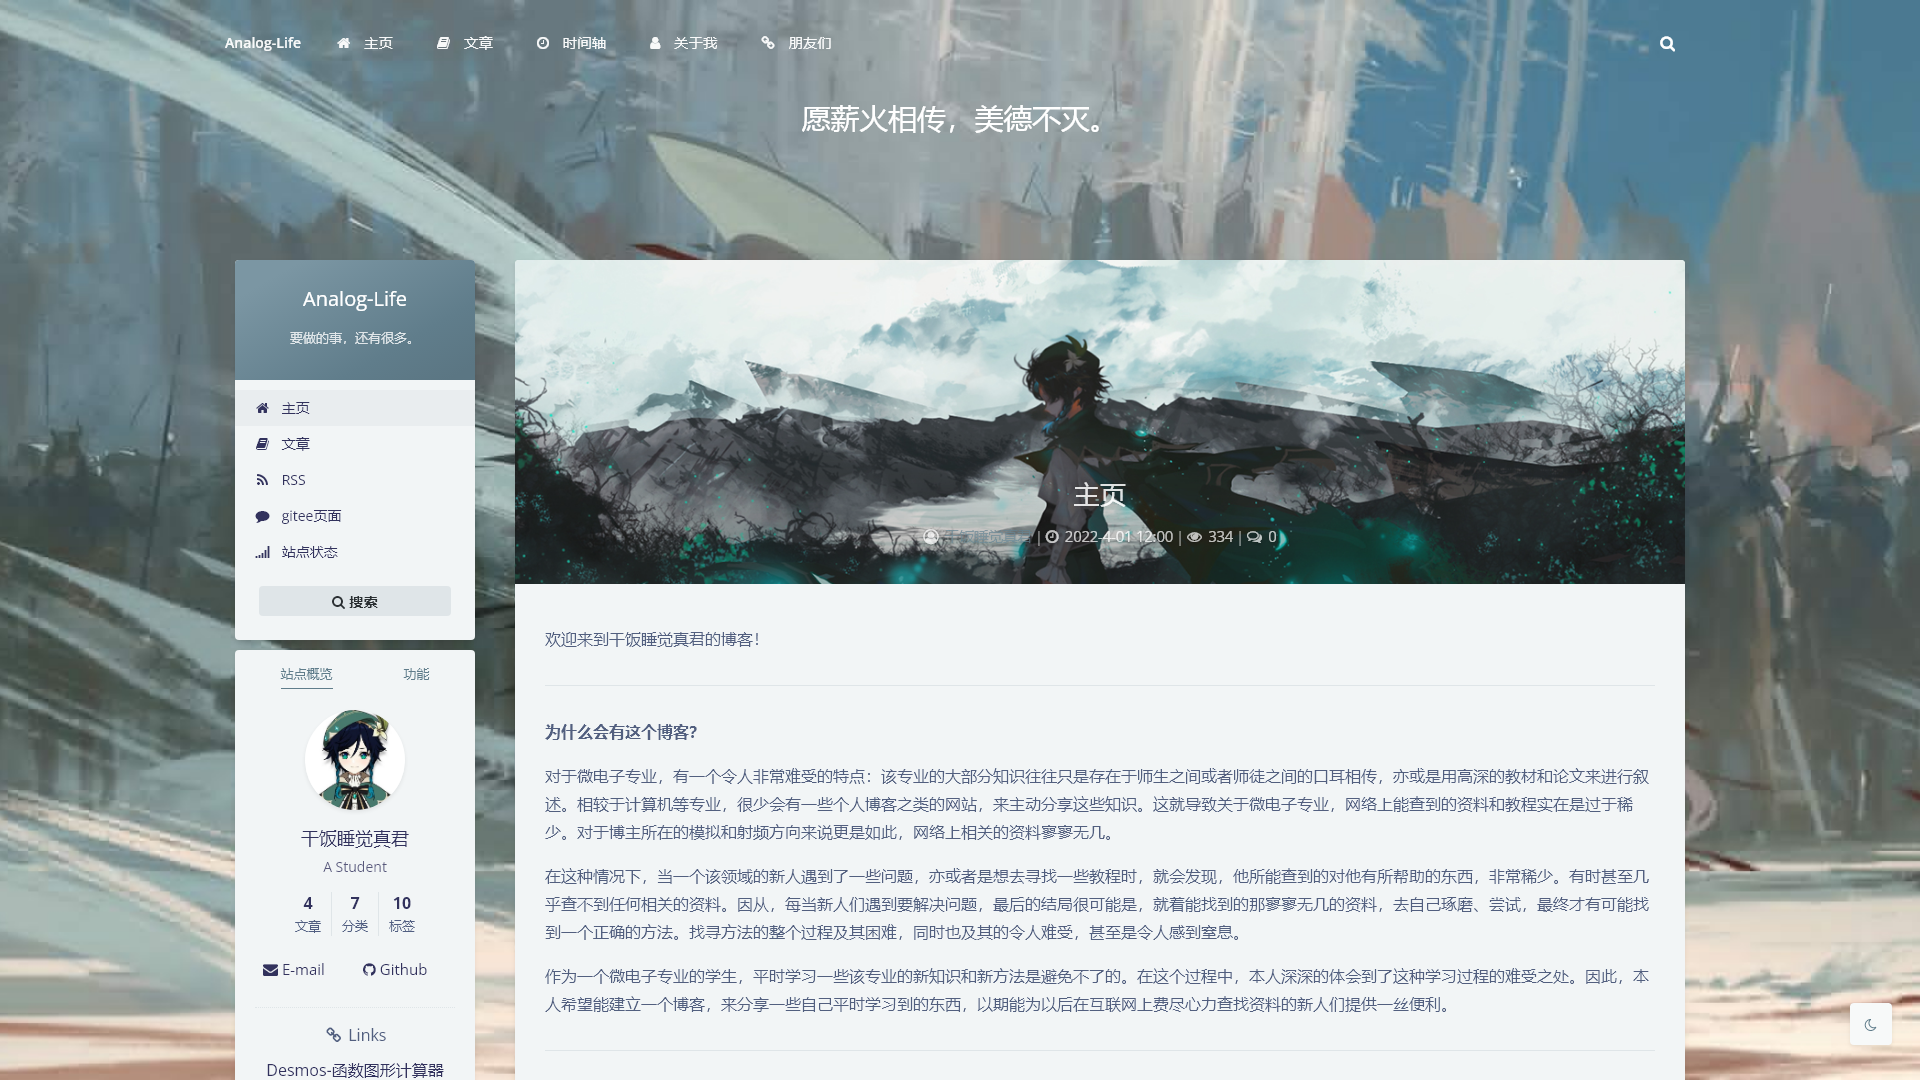 Analog-Life 主页 文章 时间轴 关于我 朋友们
愿薪火相传，美德不灭。
Analog-Life
要做的事，还有很多。
主页
文章
RSS
gitee页面
站点状态
搜索
主页
2022-4-01 12:00 | 334 | 0
欢迎来到干饭睡觉真君的博客！
为什么会有这个博客?
对于微电子专业，有一个令人非常难受的特点：该专业的大部分知识往往只是存在于师生之间或者师徒之间的口耳相传，亦或是用高深的教材和论文来进行叙
述。相较于计算机等专业，很少会有一些个人博客之类的网站，来主动分享这些知识。这就导致关于微电子专业，网络上能查到的资料和教程实在是过于稀
少。对于博主所在的模拟和射频方向来说更是如此，网络上相关的资料寥寥无几。
在这种情况下，当一个该领域的新人遇到了一些问题，亦或者是想去寻找一些教程时，就会发现，他所能查到的对他有所帮助的东西，非常稀少。有时甚至几
乎查不到任何相关的资料。因从，每当新人们遇到要解决问题，最后的结局很可能是，就着能找到的那寥寥无几的资料，去自己琢磨、尝试，最终才有可能找
到一个正确的方法。找寻方法的整个过程及其困难，同时也及其的令人难受，甚至是令人感到窒息。
作为一个微电子专业的学生，平时学习一些该专业的新知识和新方法是避免不了的。在这个过程中，本人深深的体会到了这种学习过程的难受之处。因此，本
人希望能建立一个博客，来分享一些自己平时学习到的东西，以期能为以后在互联网上费尽心力查找资料的新人们提供一丝便利。
站点概览 功能
干饭睡觉真君
A Student
4 7 10
文章 分类 标签
E-mail Github
Links
Desmos-函数图形计算器